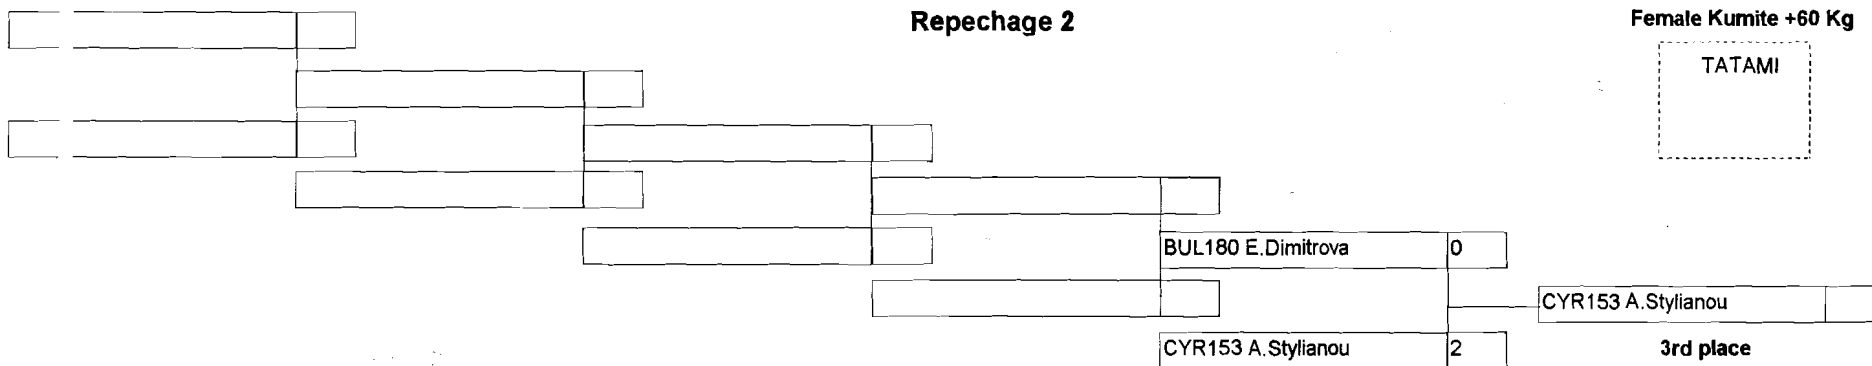 Repechage 2
Female Kumite +60 Kg
TATAMI
BUL180 E.Dimitrova 0
CYR153 A.Stylianou
CYR153 A.Stylianou 2
3rd place